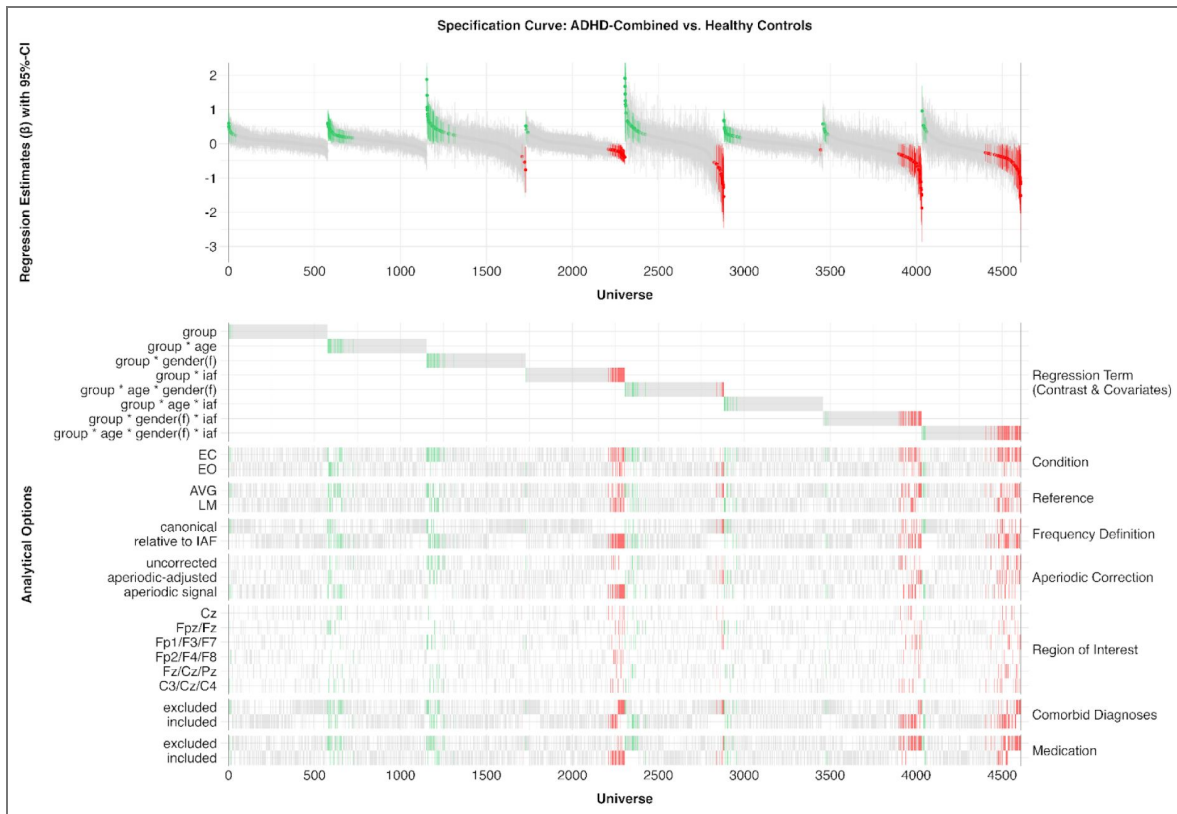 Specification Curve: ADHD-Combined vs. Healthy Controls
Regression Estimates (β) with 95%-CI
2
1
0
-1
-2
-3
0 500 1000 1500 2000 2500 3000 3500 4000 4500
Universe
Analytical Options
group
group * age
group * gender(f)
group * iaf
group * age * gender(f)
group * age * iaf
group * gender(f) * iaf
group * age * gender(f) * iaf
Regression Term
(Contrast & Covariates)
EC
EO
Condition
AVG
LM
Reference
canonical
relative to IAF
Frequency Definition
uncorrected
aperiodic-adjusted
aperiodic signal
Aperiodic Correction
Cz
Fpz/Fz
Fp1/F3/F7
Fp2/F4/F8
Fz/Cz/Pz
C3/Cz/C4
Region of Interest
excluded
included
Comorbid Diagnoses
excluded
included
Medication
0 500 1000 1500 2000 2500 3000 3500 4000 4500
Universe